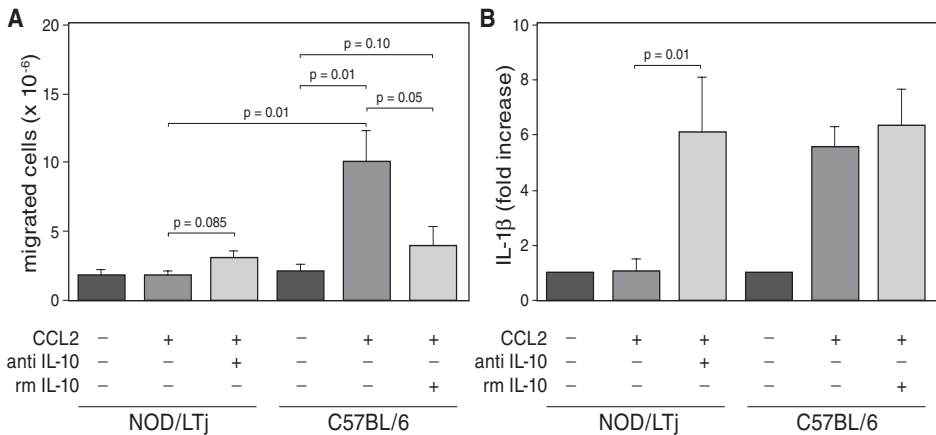 A
migrated cells (x 10⁻⁶)
20
15
10
5
0
p = 0.10
p = 0.01
p = 0.05
p = 0.01
p = 0.085
CCL2 – + + – + +
anti IL-10 – – + – – –
rm IL-10 – – – – – +
NOD/LTj C57BL/6
B
IL-1β (fold increase)
10
8
6
4
2
0
p = 0.01
CCL2 – + + – + +
anti IL-10 – – + – – –
rm IL-10 – – – – – +
NOD/LTj C57BL/6